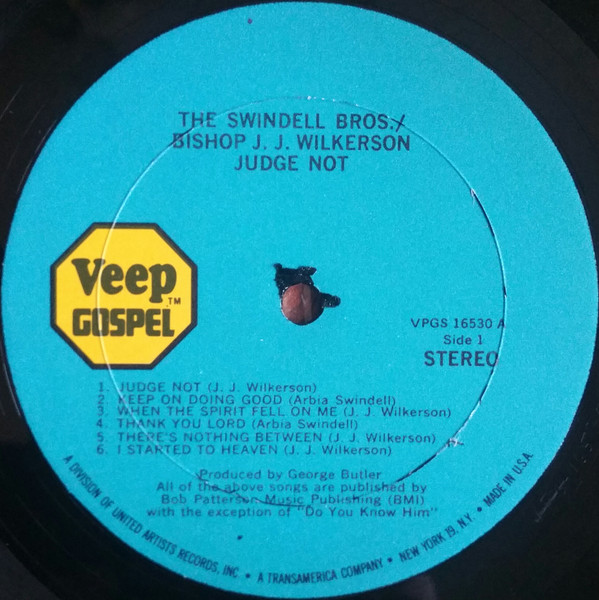 THE SWINDELL BROS./
BISHOP J. J. WILKERSON
JUDGE NOT
Veep
TM
GOSPEL
VPGS 16530 A
Side 1
STEREO
1. JUDGE NOT (J. J. Wilkerson)
2. KEEP ON DOING GOOD (Arbia Swindell)
3. WHEN THE SPIRIT FELL ON ME (J. J. Wilkerson)
4. THANK YOU LORD (Arbia Swindell)
5. THERE'S NOTHING BETWEEN (J. J. Wilkerson)
6. I STARTED TO HEAVEN (J. J. Wilkerson)
Produced by George Butler
All of the above songs are published by
Bob Patterson Music Publishing (BMI)
with the exception of "Do You Know Him"
A DIVISION OF UNITED ARTISTS RECORDS, INC • A TRANSAMERICA COMPANY • NEW YORK 19, N.Y. • MADE IN U.S.A.